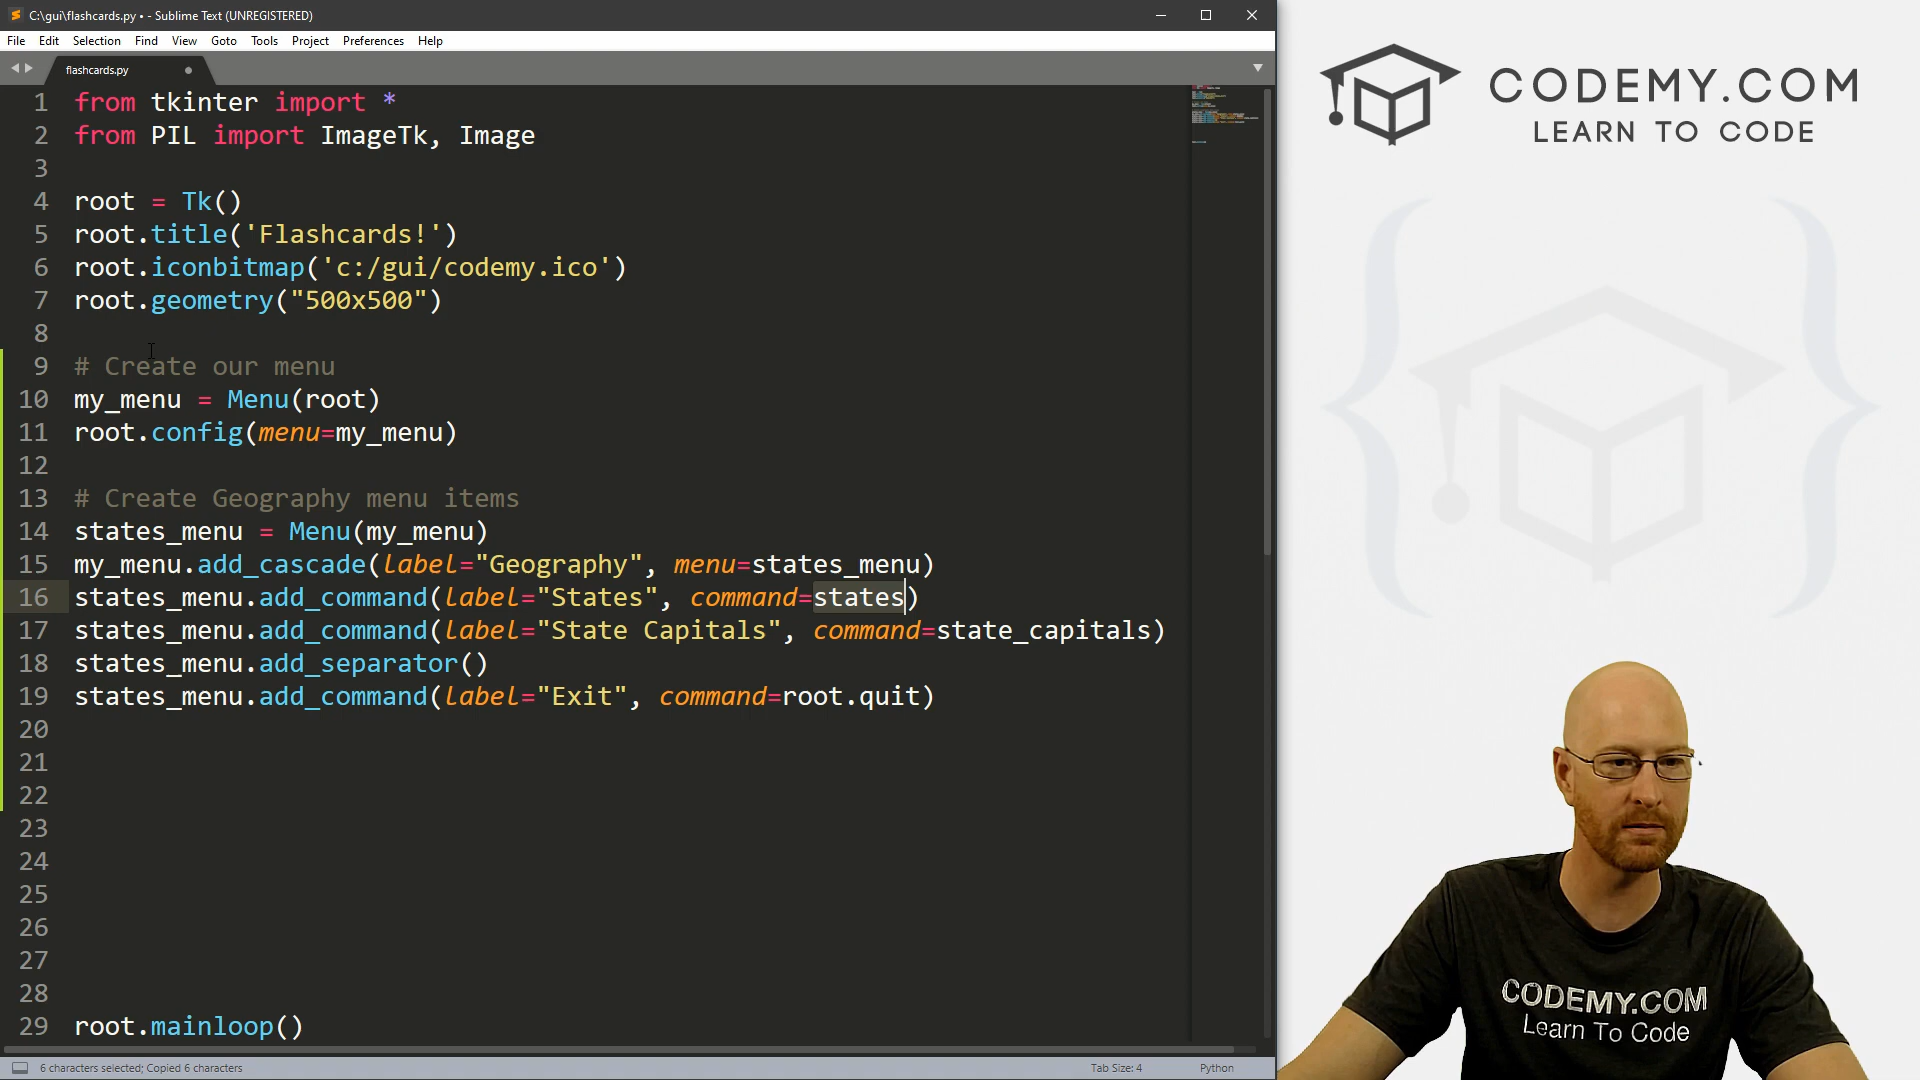 C:\gui\flashcards.py • - Sublime Text (UNREGISTERED)
File Edit Selection Find View Goto Tools Project Preferences Help
flashcards.py
1 from tkinter import *
2 from PIL import ImageTk, Image
3
4 root = Tk()
5 root.title('Flashcards!')
6 root.iconbitmap('c:/gui/codemy.ico')
7 root.geometry("500x500")
8
9 # Create our menu
10 my_menu = Menu(root)
11 root.config(menu=my_menu)
12
13 # Create Geography menu items
14 states_menu = Menu(my_menu)
15 my_menu.add_cascade(label="Geography", menu=states_menu)
16 states_menu.add_command(label="States", command=states)
17 states_menu.add_command(label="State Capitals", command=state_capitals)
18 states_menu.add_separator()
19 states_menu.add_command(label="Exit", command=root.quit)
20
21
22
23
24
25
26
27
28
29 root.mainloop()
6 characters selected; Copied 6 characters
Tab Size: 4
Python
CODEMY.COM
LEARN TO CODE
CODEMY.COM
Learn To Code